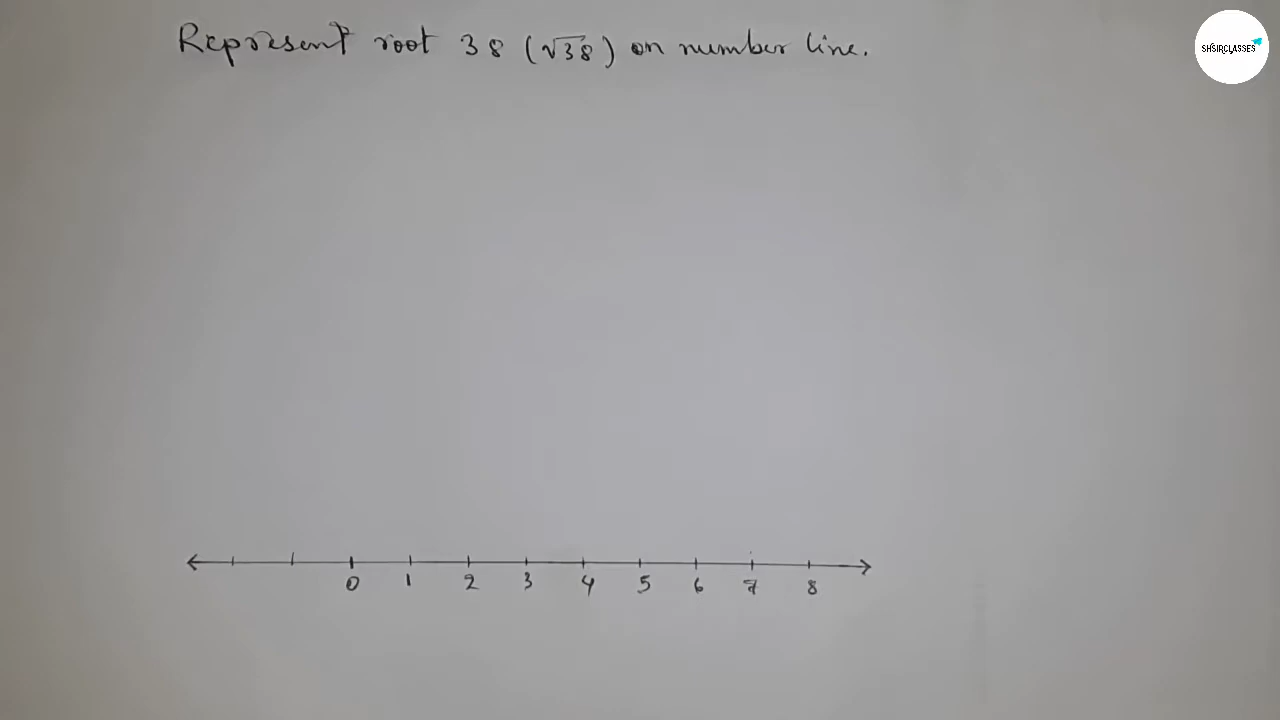 Represent root 38 (√38) on number line.
SHSIRCLASSES
0 1 2 3 4 5 6 7 8